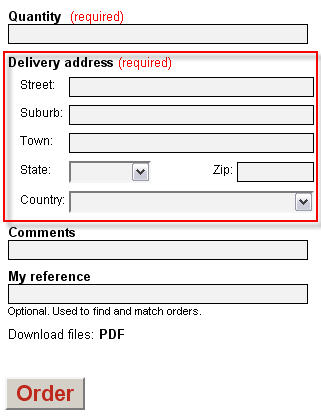 Quantity (required)
Delivery address (required)
Street:
Suburb:
Town:
State: Zip:
Country:
Comments
My reference
Optional. Used to find and match orders.
Download files: PDF
Order